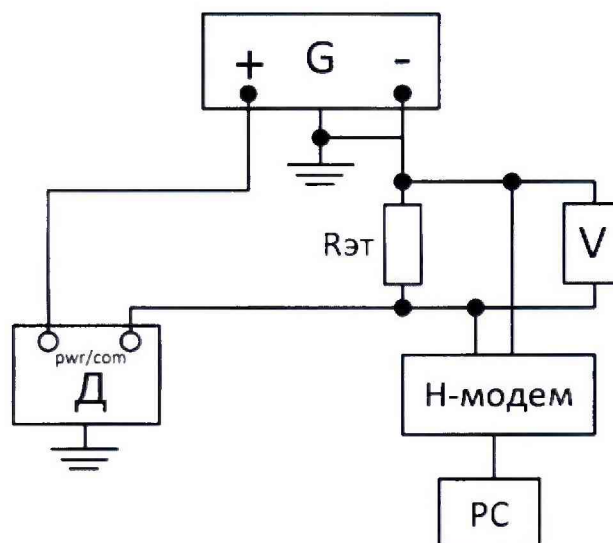 + G -
Rэт
V
pwr/com
Д
Н-модем
PC